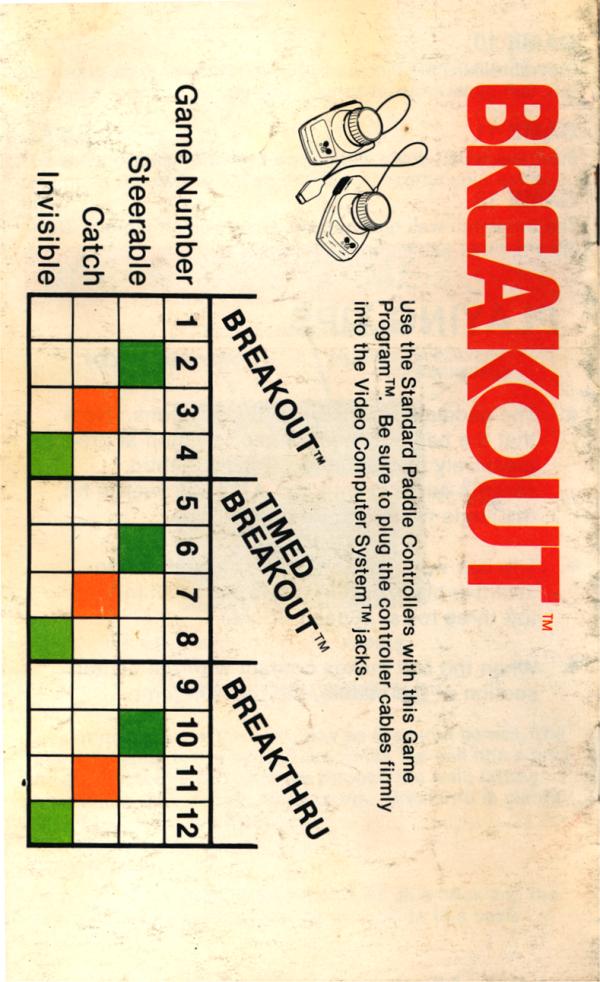 BREAKOUT™
Use the Standard Paddle Controllers with this Game
Program™. Be sure to plug the controller cables firmly
into the Video Computer System™ jacks.
BREAKOUT™
TIMED
BREAKOUT™
BREAKTHRU
Game Number 1 2 3 4 5 6 7 8 9 10 11 12
Steerable
Catch
Invisible